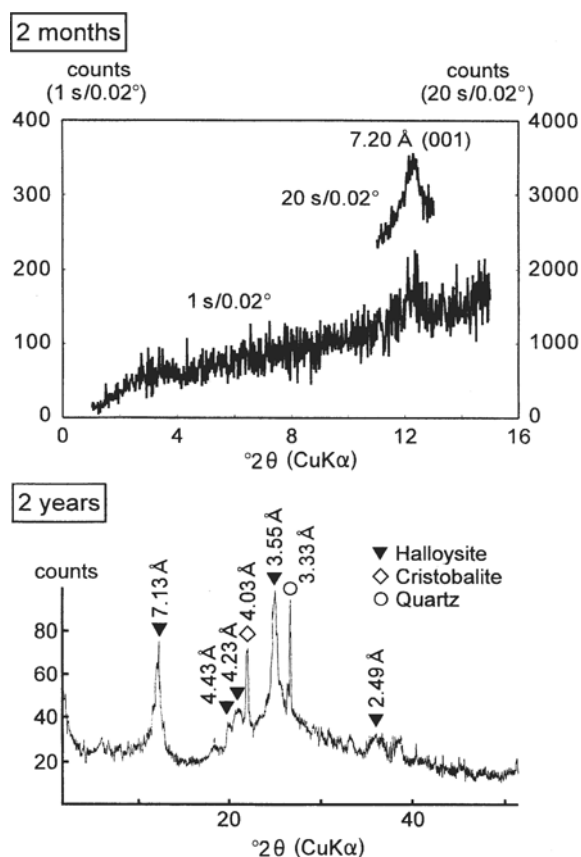 2 months
counts
(1 s/0.02°)
counts
(20 s/0.02°)
400
300
200
100
0
4000
3000
2000
1000
0
7.20 Å (001)
20 s/0.02°
1 s/0.02°
0 4 8 12 16
°2θ (CuKα)
2 years
counts
80
60
40
20
7.13 Å
4.43 Å
4.23 Å
4.03 Å
3.55 Å
3.33 Å
2.49 Å
Halloysite
Cristobalite
Quartz
20 40
°2θ (CuKα)